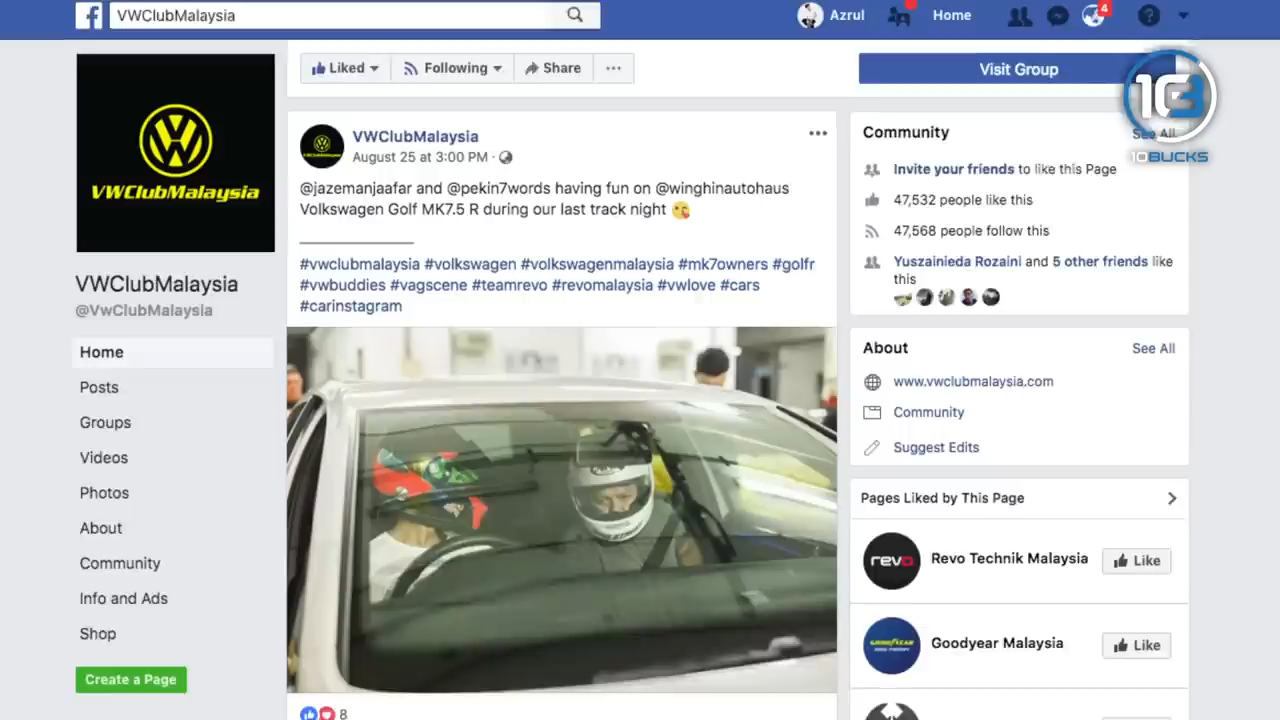 VWClubMalaysia
Azrul
Home
4
Liked
Following
Share
Visit Group
10BUCKS
VWClubMalaysia
VWClubMalaysia
@VwClubMalaysia
Home
Posts
Groups
Videos
Photos
About
Community
Info and Ads
Shop
Create a Page
VWClubMalaysia
August 25 at 3:00 PM ·
@jazemanjaafar and @pekin7words having fun on @winghinautohaus
Volkswagen Golf MK7.5 R during our last track night
#vwclubmalaysia #volkswagen #volkswagenmalaysia #mk7owners #golfr
#vwbuddies #vagscene #teamrevo #revomalaysia #vwlove #cars
#carinstagram
8
Community
See All
Invite your friends to like this Page
47,532 people like this
47,568 people follow this
Yuszainieda Rozaini and 5 other friends like
this
About
See All
www.vwclubmalaysia.com
Community
Suggest Edits
Pages Liked by This Page
revo
Revo Technik Malaysia
Like
GOODYEAR
Goodyear Malaysia
Like